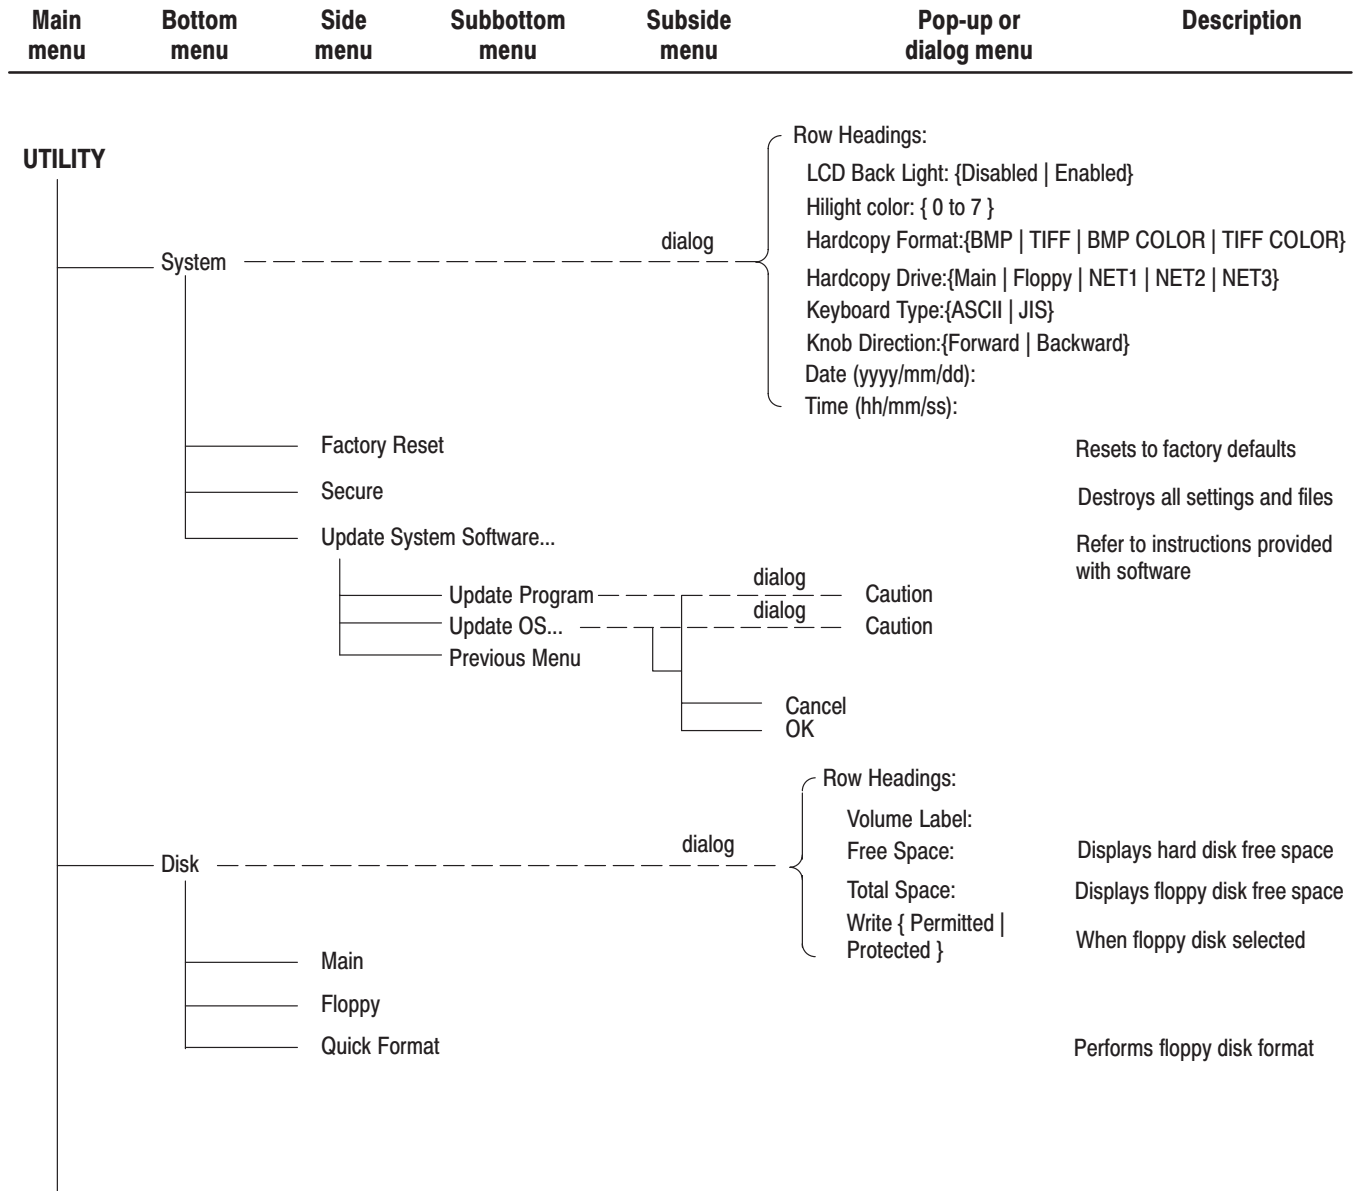 Main menu
Bottom menu
Side menu
Subbottom menu
Subside menu
Pop-up or dialog menu
Description
UTILITY
System
dialog
Row Headings:
LCD Back Light: {Disabled | Enabled}
Hilight color: { 0 to 7 }
Hardcopy Format:{BMP | TIFF | BMP COLOR | TIFF COLOR}
Hardcopy Drive:{Main | Floppy | NET1 | NET2 | NET3}
Keyboard Type:{ASCII | JIS}
Knob Direction:{Forward | Backward}
Date (yyyy/mm/dd):
Time (hh/mm/ss):
Factory Reset
Resets to factory defaults
Secure
Destroys all settings and files
Update System Software...
Refer to instructions provided
with software
Update Program
dialog
Caution
Update OS...
dialog
Caution
Previous Menu
Cancel
OK
Disk
dialog
Row Headings:
Volume Label:
Free Space:
Displays hard disk free space
Total Space:
Displays floppy disk free space
Write { Permitted |
Protected }
When floppy disk selected
Main
Floppy
Quick Format
Performs floppy disk format